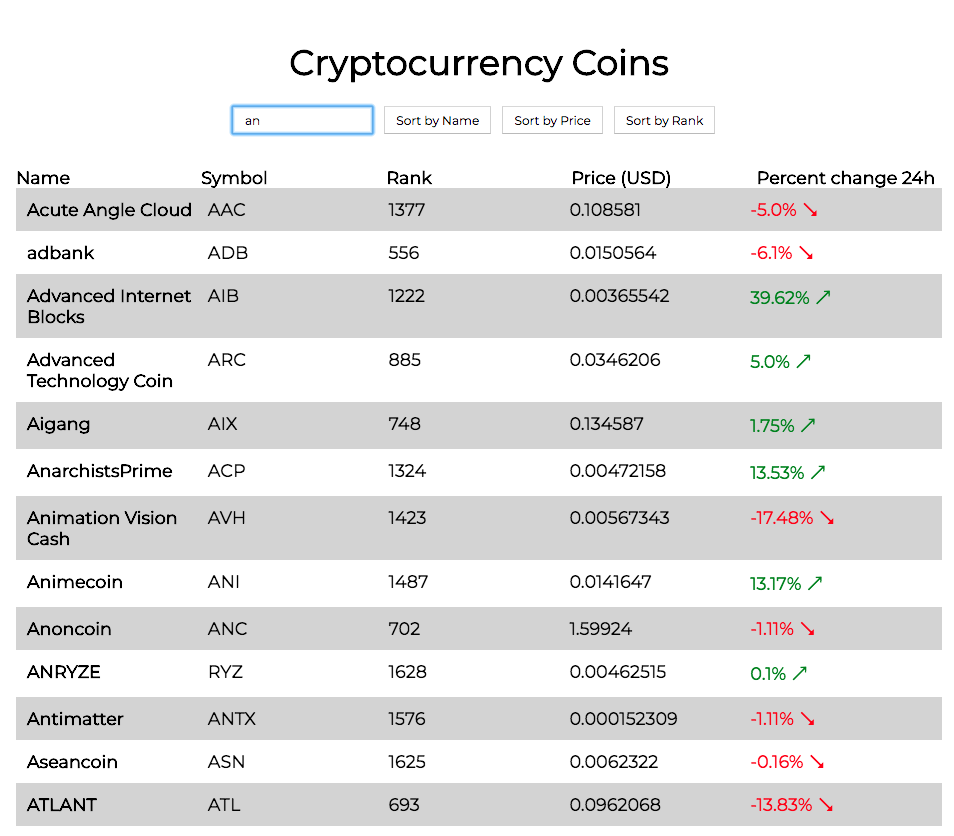 Cryptocurrency Coins
an Sort by Name Sort by Price Sort by Rank
Name Symbol Rank Price (USD) Percent change 24h
Acute Angle Cloud AAC 1377 0.108581 -5.0% ↘
adbank ADB 556 0.0150564 -6.1% ↘
Advanced Internet AIB 1222 0.00365542 39.62% ↗
Blocks
Advanced ARC 885 0.0346206 5.0% ↗
Technology Coin
Aigang AIX 748 0.134587 1.75% ↗
AnarchistsPrime ACP 1324 0.00472158 13.53% ↗
Animation Vision AVH 1423 0.00567343 -17.48% ↘
Cash
Animecoin ANI 1487 0.0141647 13.17% ↗
Anoncoin ANC 702 1.59924 -1.11% ↘
ANRYZE RYZ 1628 0.00462515 0.1% ↗
Antimatter ANTX 1576 0.000152309 -1.11% ↘
Aseancoin ASN 1625 0.0062322 -0.16% ↘
ATLANT ATL 693 0.0962068 -13.83% ↘